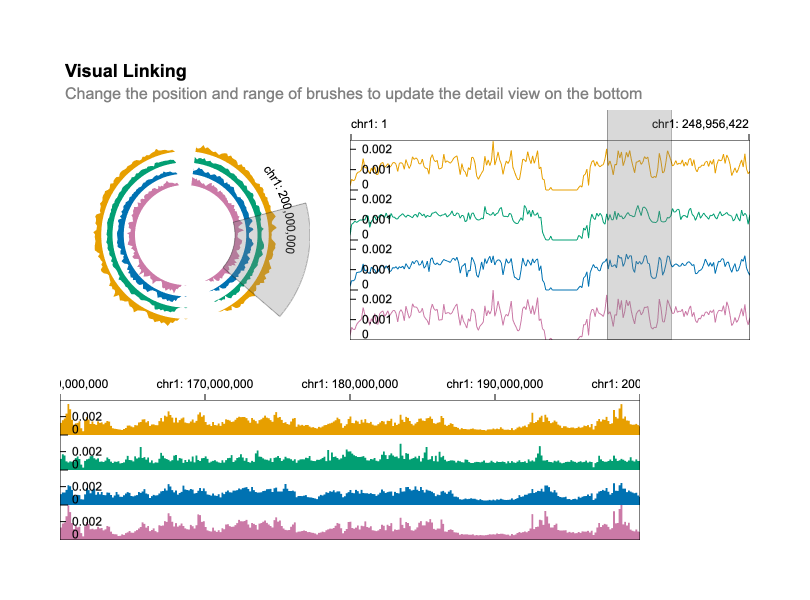 Visual Linking
Change the position and range of brushes to update the detail view on the bottom
chr1: 200,000,000
chr1: 1
chr1: 248,956,422
0.002
0.001
0
0.002
0.001
0
0.002
0.001
0
0.002
0.001
0
0,000,000
chr1: 170,000,000
chr1: 180,000,000
chr1: 190,000,000
chr1: 200
0.002
0
0.002
0
0.002
0
0.002
0